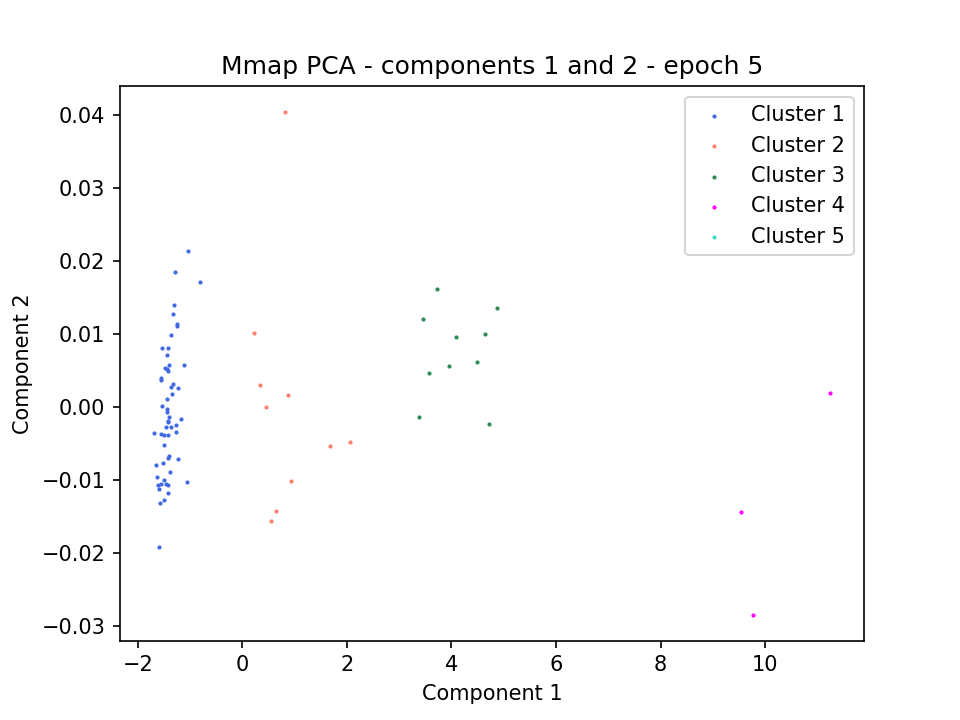 Mmap PCA - components 1 and 2 - epoch 5
Cluster 1
Cluster 2
Cluster 3
Cluster 4
Cluster 5
0.04
0.03
0.02
0.01
0.00
−0.01
−0.02
−0.03
Component 2
−2 0 2 4 6 8 10
Component 1